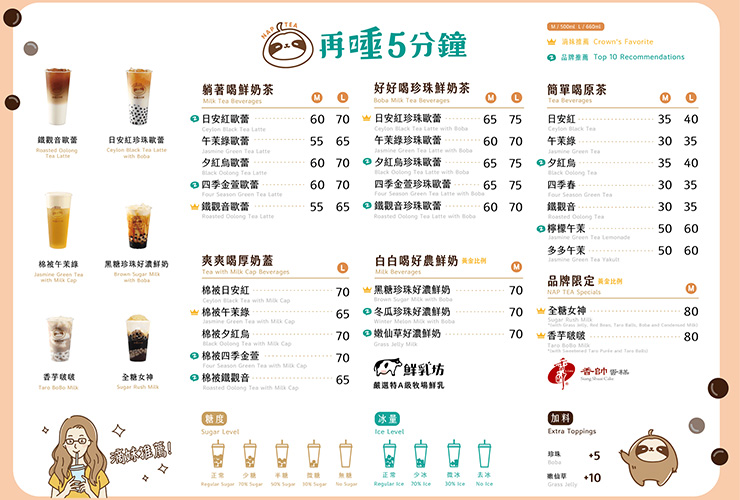 NAP TEA
再睡5分鐘
M / 500ml L / 660ml
滴妹推薦 Crown's Favorite
品牌推薦 Top 10 Recommendations
鐵觀音歐蕾
Roasted Oolong
Tea Latte
日安紅珍珠歐蕾
Ceylon Black Tea Latte
with Boba
棉被午茉綠
Jasmine Green Tea
with Milk Cap
黑糖珍珠好濃鮮奶
Brown Sugar Milk
with Boba
香芋啵啵
Taro BoBo Milk
全糖女神
Sugar Rush Milk
滴妹推薦!
躺著喝鮮奶茶 M L
Milk Tea Beverages
日安紅歐蕾 60 70
Ceylon Black Tea Latte
午茉綠歐蕾 55 65
Jasmine Green Tea Latte
夕紅烏歐蕾 60 70
Black Oolong Tea Latte
四季金萱歐蕾 60 70
Four Season Green Tea Latte
鐵觀音歐蕾 55 65
Roasted Oolong Tea Latte
好好喝珍珠鮮奶茶 M L
Boba Milk Tea Beverages
日安紅珍珠歐蕾 65 75
Ceylon Black Tea Latte with Boba
午茉綠珍珠歐蕾 60 70
Jasmine Green Tea Latte with Boba
夕紅烏珍珠歐蕾 65 75
Black Oolong Tea Latte with Boba
四季金萱珍珠歐蕾 65 75
Four Season Green Tea Latte with Boba
鐵觀音珍珠歐蕾 60 70
Roasted Oolong Tea Latte with Boba
簡單喝原茶 M L
Tea Beverages
日安紅 35 40
Ceylon Black Tea
午茉綠 30 35
Jasmine Green Tea
夕紅烏 35 40
Black Oolong Tea
四季春 30 35
Four Season Green Tea
鐵觀音 30 35
Roasted Oolong Tea
檸檬午茉 50 60
Jasmine Green Tea Lemonade
多多午茉 50 60
Jasmine Green Tea Yakult
爽爽喝厚奶蓋 L
Tea with Milk Cap Beverages
棉被日安紅 70
Ceylon Black Tea with Milk Cap
棉被午茉綠 65
Jasmine Green Tea with Milk Cap
棉被夕紅烏 70
Black Oolong Tea with Milk Cap
棉被四季金萱 70
Four Season Green Tea with Milk Cap
棉被鐵觀音 65
Roasted Oolong Tea with Milk Cap
白白喝好濃鮮奶 黃金比例 M
Milk Beverages
黑糖珍珠好濃鮮奶 70
Brown Sugar Milk with Boba
冬瓜珍珠好濃鮮奶 70
Winter Melon Milk with Boba
嫩仙草好濃鮮奶 70
Grass Jelly Milk
鮮乳坊
嚴選特A級牧場鮮乳
品牌限定 黃金比例 M
NAP TEA Specials
全糖女神 80
Sugar Rush Milk
(with Grass Jelly, Red Bean, Taro Balls, Boba and Condensed Milk)
香芋啵啵 80
Taro BoBo Milk
(with Sweetened Taro Purée and Taro Balls)
香帥蛋糕
Siang Shuai Cake
糖度
Sugar Level
正常 少糖 半糖 微糖 無糖
Regular Sugar 70% Sugar 50% Sugar 30% Sugar No Sugar
冰量
Ice Level
正常 少冰 微冰 去冰
Regular Ice 70% Ice 30% Ice No Ice
加料
Extra Toppings
珍珠 +5
Boba
嫩仙草 +10
Grass Jelly